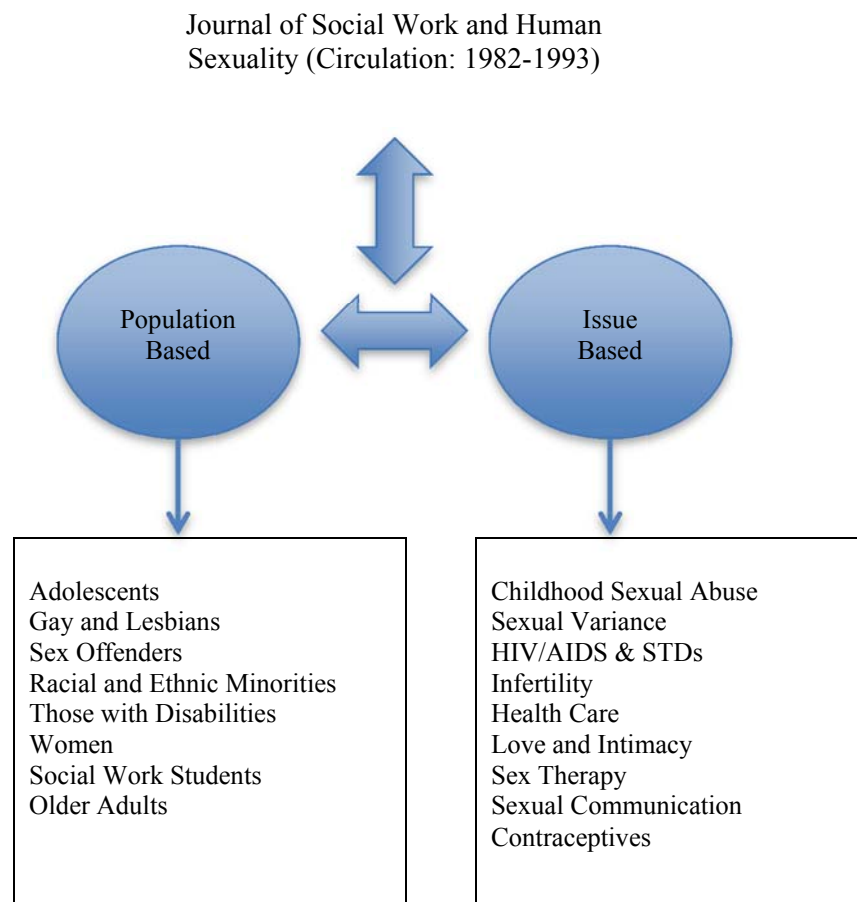 Journal of Social Work and Human
Sexuality (Circulation: 1982-1993)
Population
Based
Issue
Based
Adolescents
Gay and Lesbians
Sex Offenders
Racial and Ethnic Minorities
Those with Disabilities
Women
Social Work Students
Older Adults
Childhood Sexual Abuse
Sexual Variance
HIV/AIDS & STDs
Infertility
Health Care
Love and Intimacy
Sex Therapy
Sexual Communication
Contraceptives